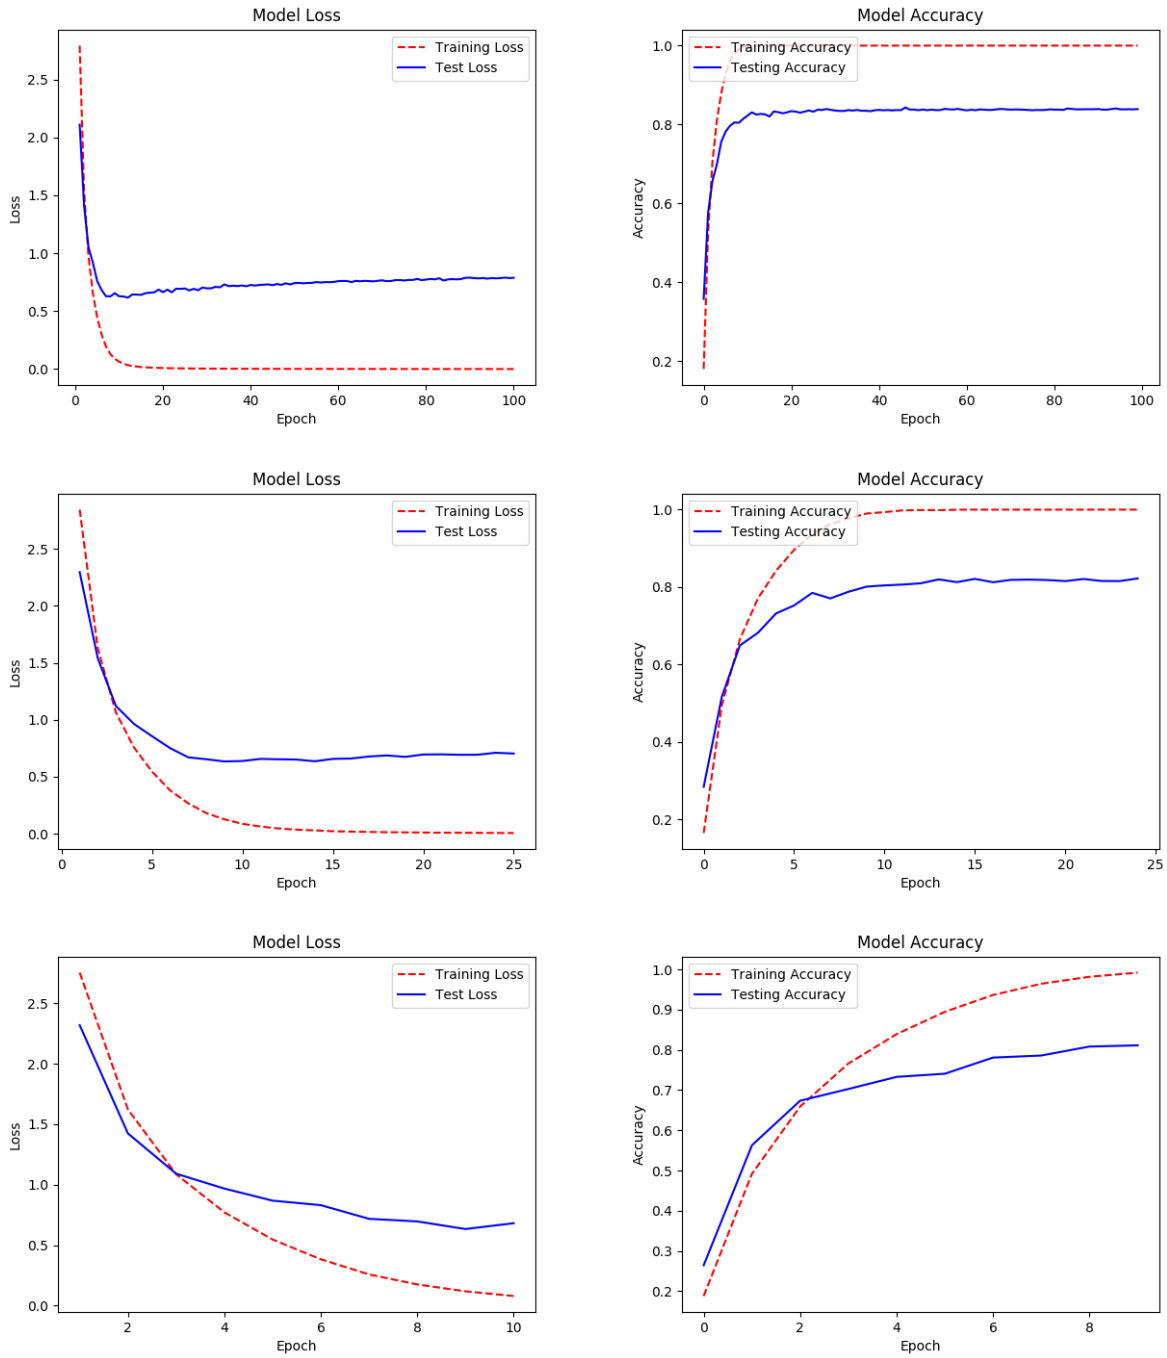 Model Loss
Training Loss
Test Loss
2.5
2.0
1.5
1.0
0.5
0.0
Loss
0 20 40 60 80 100
Epoch
Model Accuracy
Training Accuracy
Testing Accuracy
1.0
0.8
0.6
0.4
0.2
Accuracy
0 20 40 60 80 100
Epoch
Model Loss
Training Loss
Test Loss
2.5
2.0
1.5
1.0
0.5
0.0
Loss
0 5 10 15 20 25
Epoch
Model Accuracy
Training Accuracy
Testing Accuracy
1.0
0.8
0.6
0.4
0.2
Accuracy
0 5 10 15 20 25
Epoch
Model Loss
Training Loss
Test Loss
2.5
2.0
1.5
1.0
0.5
0.0
Loss
2 4 6 8 10
Epoch
Model Accuracy
Training Accuracy
Testing Accuracy
1.0
0.9
0.8
0.7
0.6
0.5
0.4
0.3
0.2
Accuracy
0 2 4 6 8
Epoch